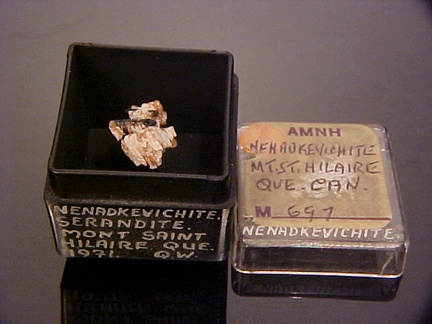 NENADKEVICHITE.
SERANDITE.
MONT SAINT
HILAIRE, QUE.
1971. Q.W.
AMNH
NENADKEVICHITE
MT.ST. HILAIRE
QUE. CAN.
M 697
NENADKEVICHITE.